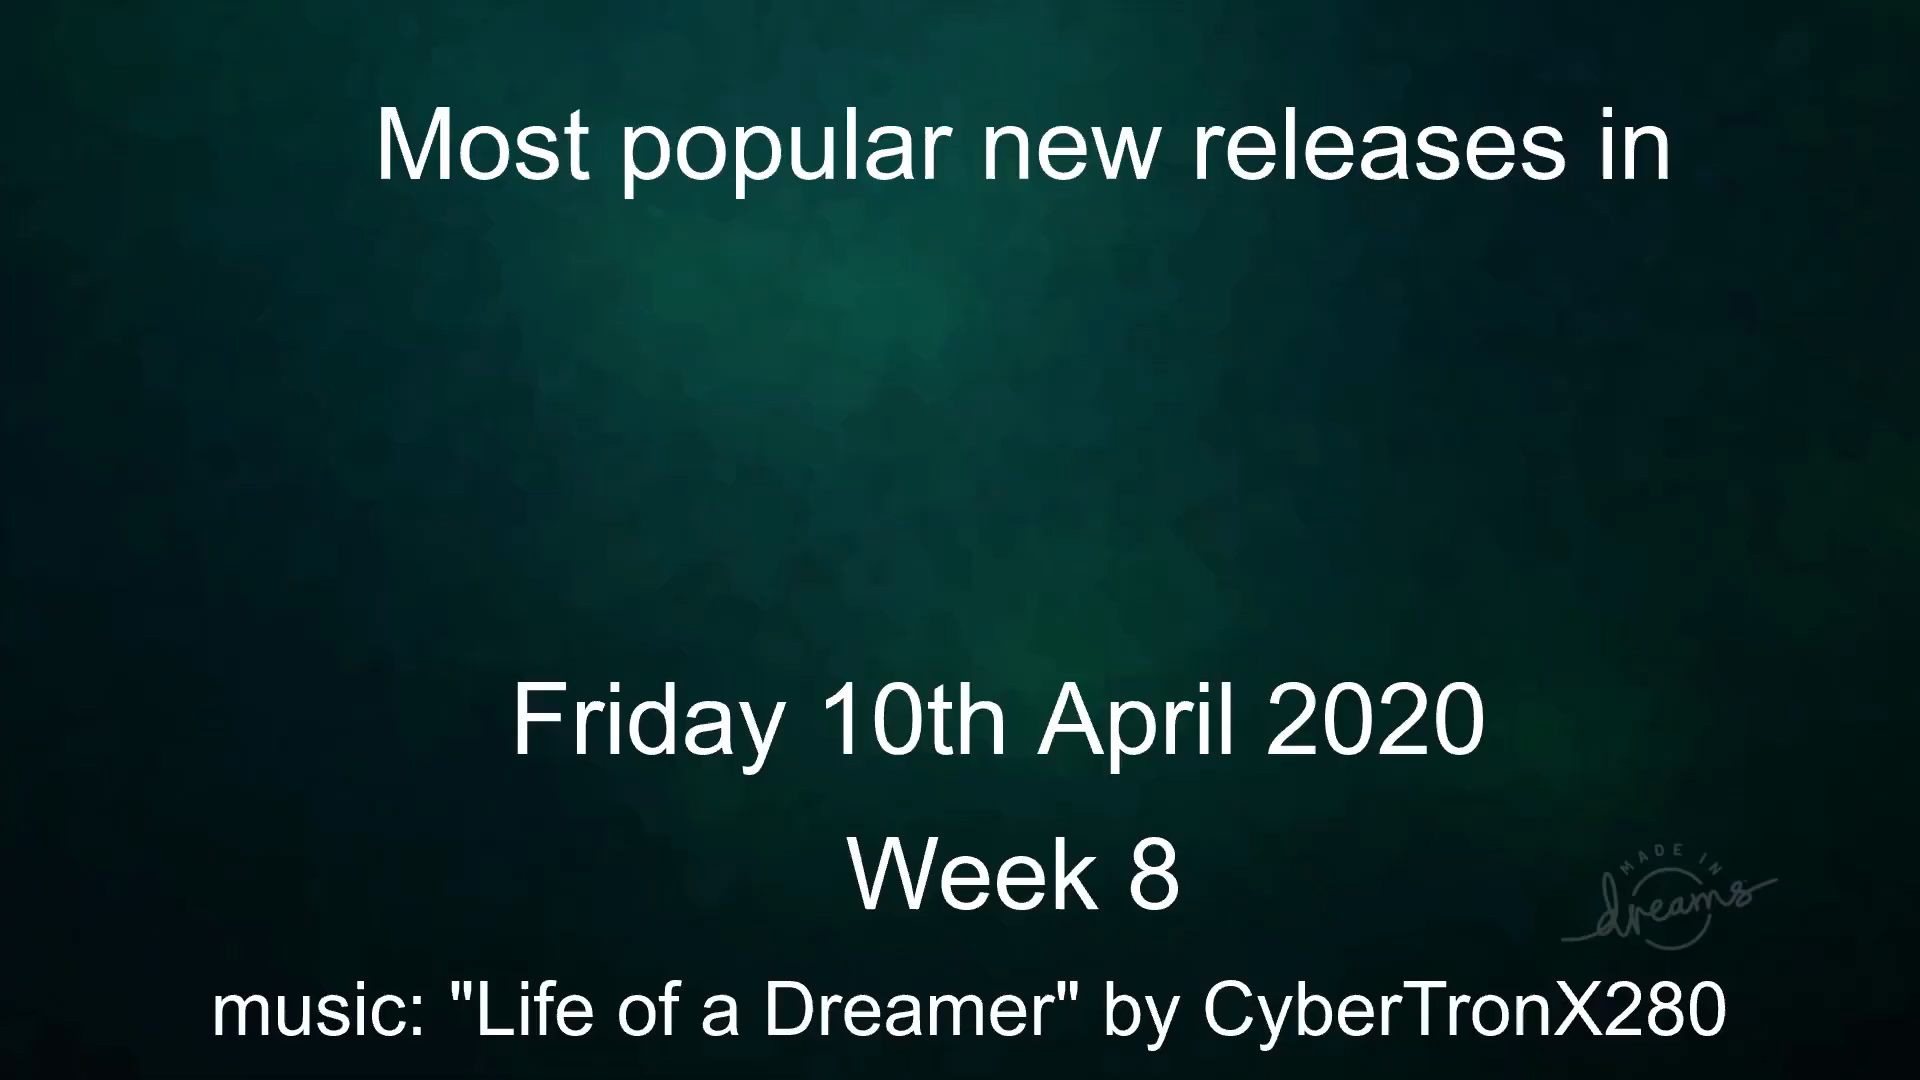 Most popular new releases in
Friday 10th April 2020
Week 8
MADE IN
dreams
music: "Life of a Dreamer" by CyberTronX280